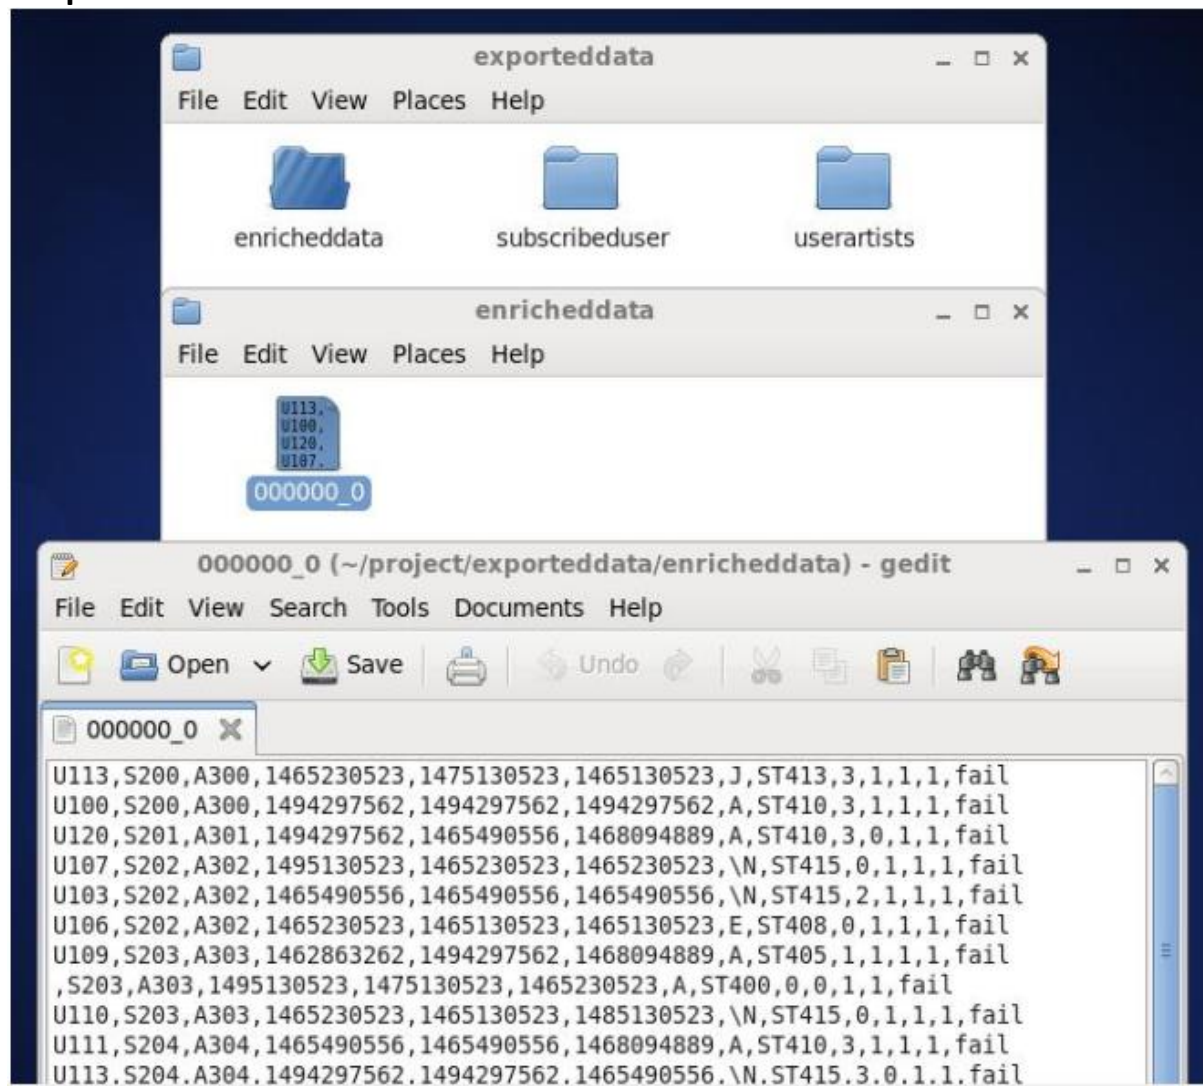 exporteddata
File Edit View Places Help
enricheddata subscribeduser userartists
enricheddata
File Edit View Places Help
U113,
U100,
U120,
U107,
000000_0
000000_0 (~/project/exporteddata/enricheddata) - gedit
File Edit View Search Tools Documents Help
Open Save Undo
000000_0
U113,S200,A300,1465230523,1475130523,1465130523,J,ST413,3,1,1,1,fail
U100,S200,A300,1494297562,1494297562,1494297562,A,ST410,3,1,1,1,fail
U120,S201,A301,1494297562,1465490556,1468094889,A,ST410,3,0,1,1,fail
U107,S202,A302,1495130523,1465230523,1465230523,\N,ST415,0,1,1,1,fail
U103,S202,A302,1465490556,1465490556,1465490556,\N,ST415,2,1,1,1,fail
U106,S202,A302,1465230523,1465130523,1465130523,E,ST408,0,1,1,1,fail
U109,S203,A303,1462863262,1494297562,1468094889,A,ST405,1,1,1,1,fail
,S203,A303,1495130523,1475130523,1465230523,A,ST400,0,0,1,1,fail
U110,S203,A303,1465230523,1465130523,1485130523,\N,ST415,0,1,1,1,fail
U111,S204,A304,1465490556,1465490556,1468094889,A,ST410,3,1,1,1,fail
U113,S204,A304,1494297562,1494297562,1465490556,\N,ST415,3,0,1,1,fail